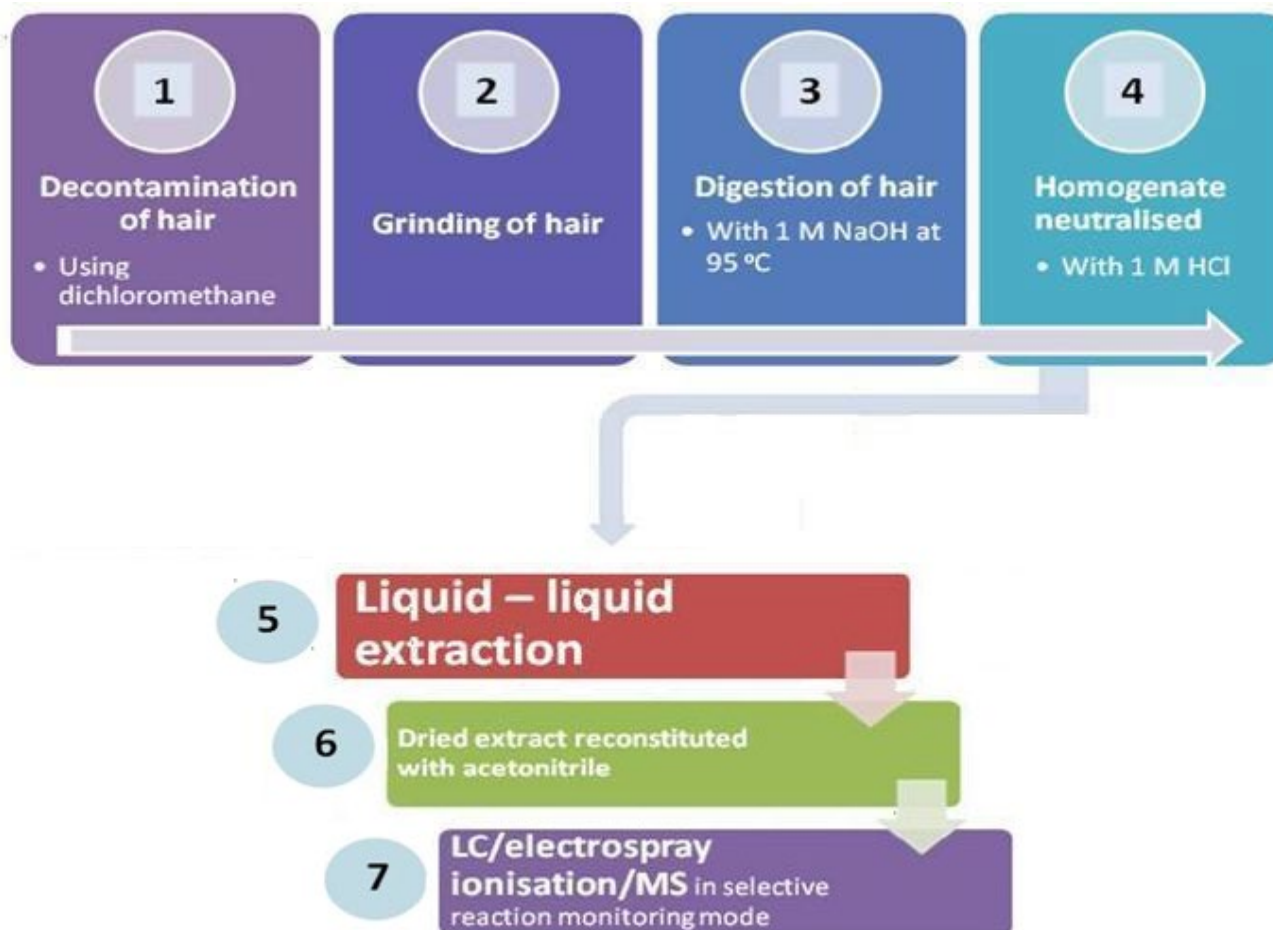 1
Decontamination
of hair
• Using
dichloromethane
2
Grinding of hair
3
Digestion of hair
• With 1 M NaOH at
95 ºC
4
Homogenate
neutralised
• With 1 M HCl
5
Liquid – liquid
extraction
6
Dried extract reconstituted
with acetonitrile
7
LC/electrospray
ionisation/MS in selective
reaction monitoring mode